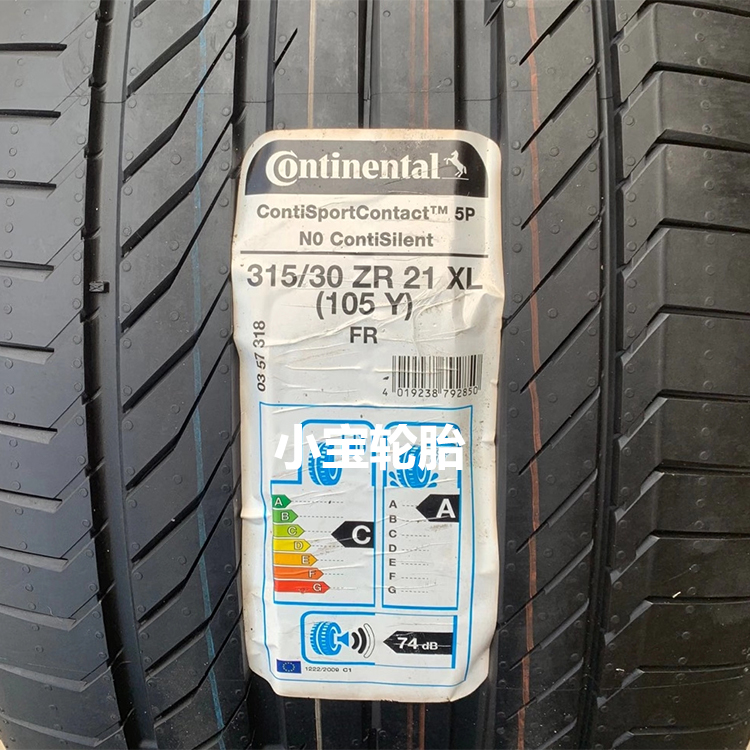 Continental
ContiSportContact™ 5P
N0 ContiSilent
315/30 ZR 21 XL
(105 Y)
FR
03 57 318
4 019238 792850
小宝轮胎
A
B
C
D
E
F
G
C
A
B
C
D
E
F
G
A
74 dB
1222/2009 C1